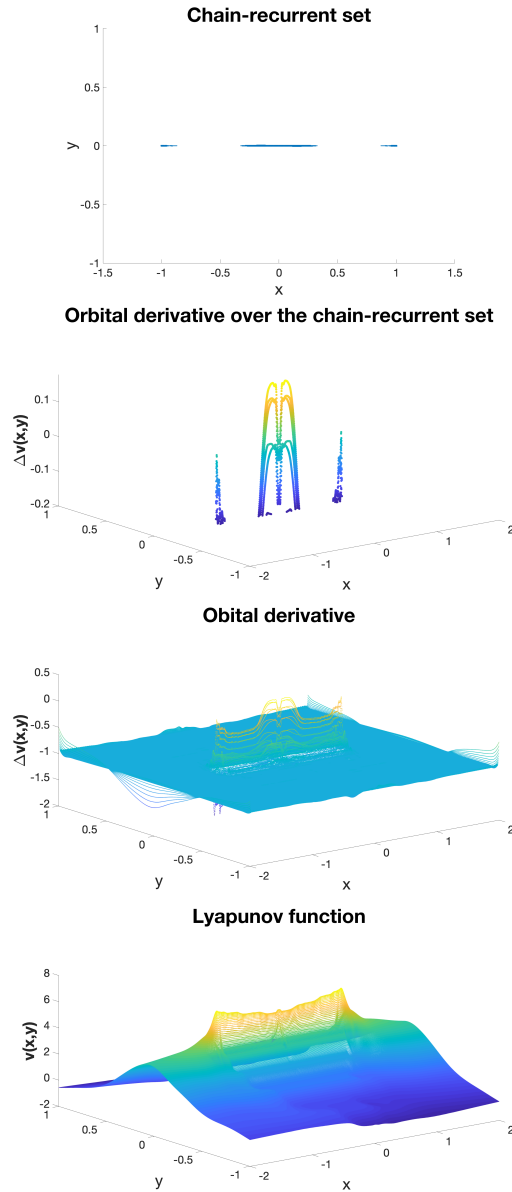 Chain-recurrent set
1
0.5
0
-0.5
-1
y
-1.5 -1 -0.5 0 0.5 1 1.5
x
Orbital derivative over the chain-recurrent set
0.1
0
-0.1
-0.2
Δv(x,y)
1 0.5 0 -0.5 -1
y
-2 -1 0 1 2
x
Obital derivative
0.5
0
-0.5
-1
-1.5
-2
Δv(x,y)
1 0.5 0 -0.5 -1
y
-2 -1 0 1 2
x
Lyapunov function
8
6
4
2
0
-2
v(x,y)
1 0.5 0 -0.5 -1
y
-2 -1 0 1 2
x